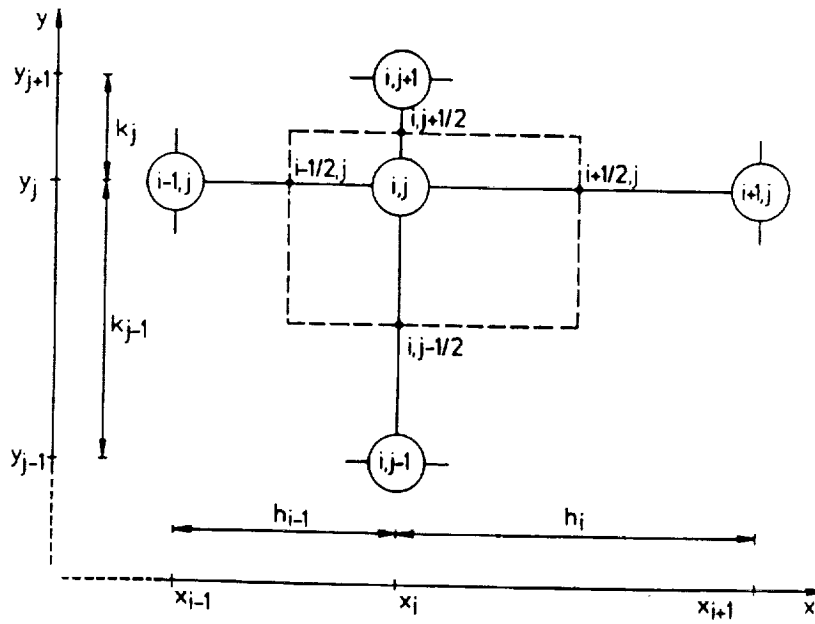 y
y_{j+1}
i,j+1
k_j
i,j+1/2
y_j
i-1,j
i-1/2,j
i,j
i+1/2,j
i+1,j
k_{j-1}
i,j-1/2
y_{j-1}
i,j-1
h_{i-1}
h_i
x_{i-1}
x_i
x_{i+1}
x